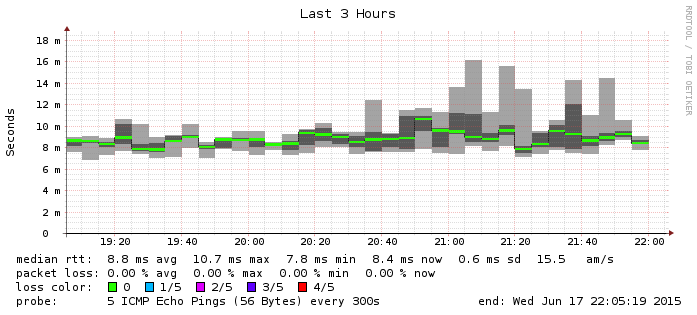 Last 3 Hours
RRDTOOL / TOBI OETIKER
Seconds
18 m
16 m
14 m
12 m
10 m
8 m
6 m
4 m
2 m
0
19:20 19:40 20:00 20:20 20:40 21:00 21:20 21:40 22:00
median rtt: 8.8 ms avg 10.7 ms max 7.8 ms min 8.4 ms now 0.6 ms sd 15.5 am/s
packet loss: 0.00 % avg 0.00 % max 0.00 % min 0.00 % now
loss color: 0 1/5 2/5 3/5 4/5
probe: 5 ICMP Echo Pings (56 Bytes) every 300s end: Wed Jun 17 22:05:19 2015